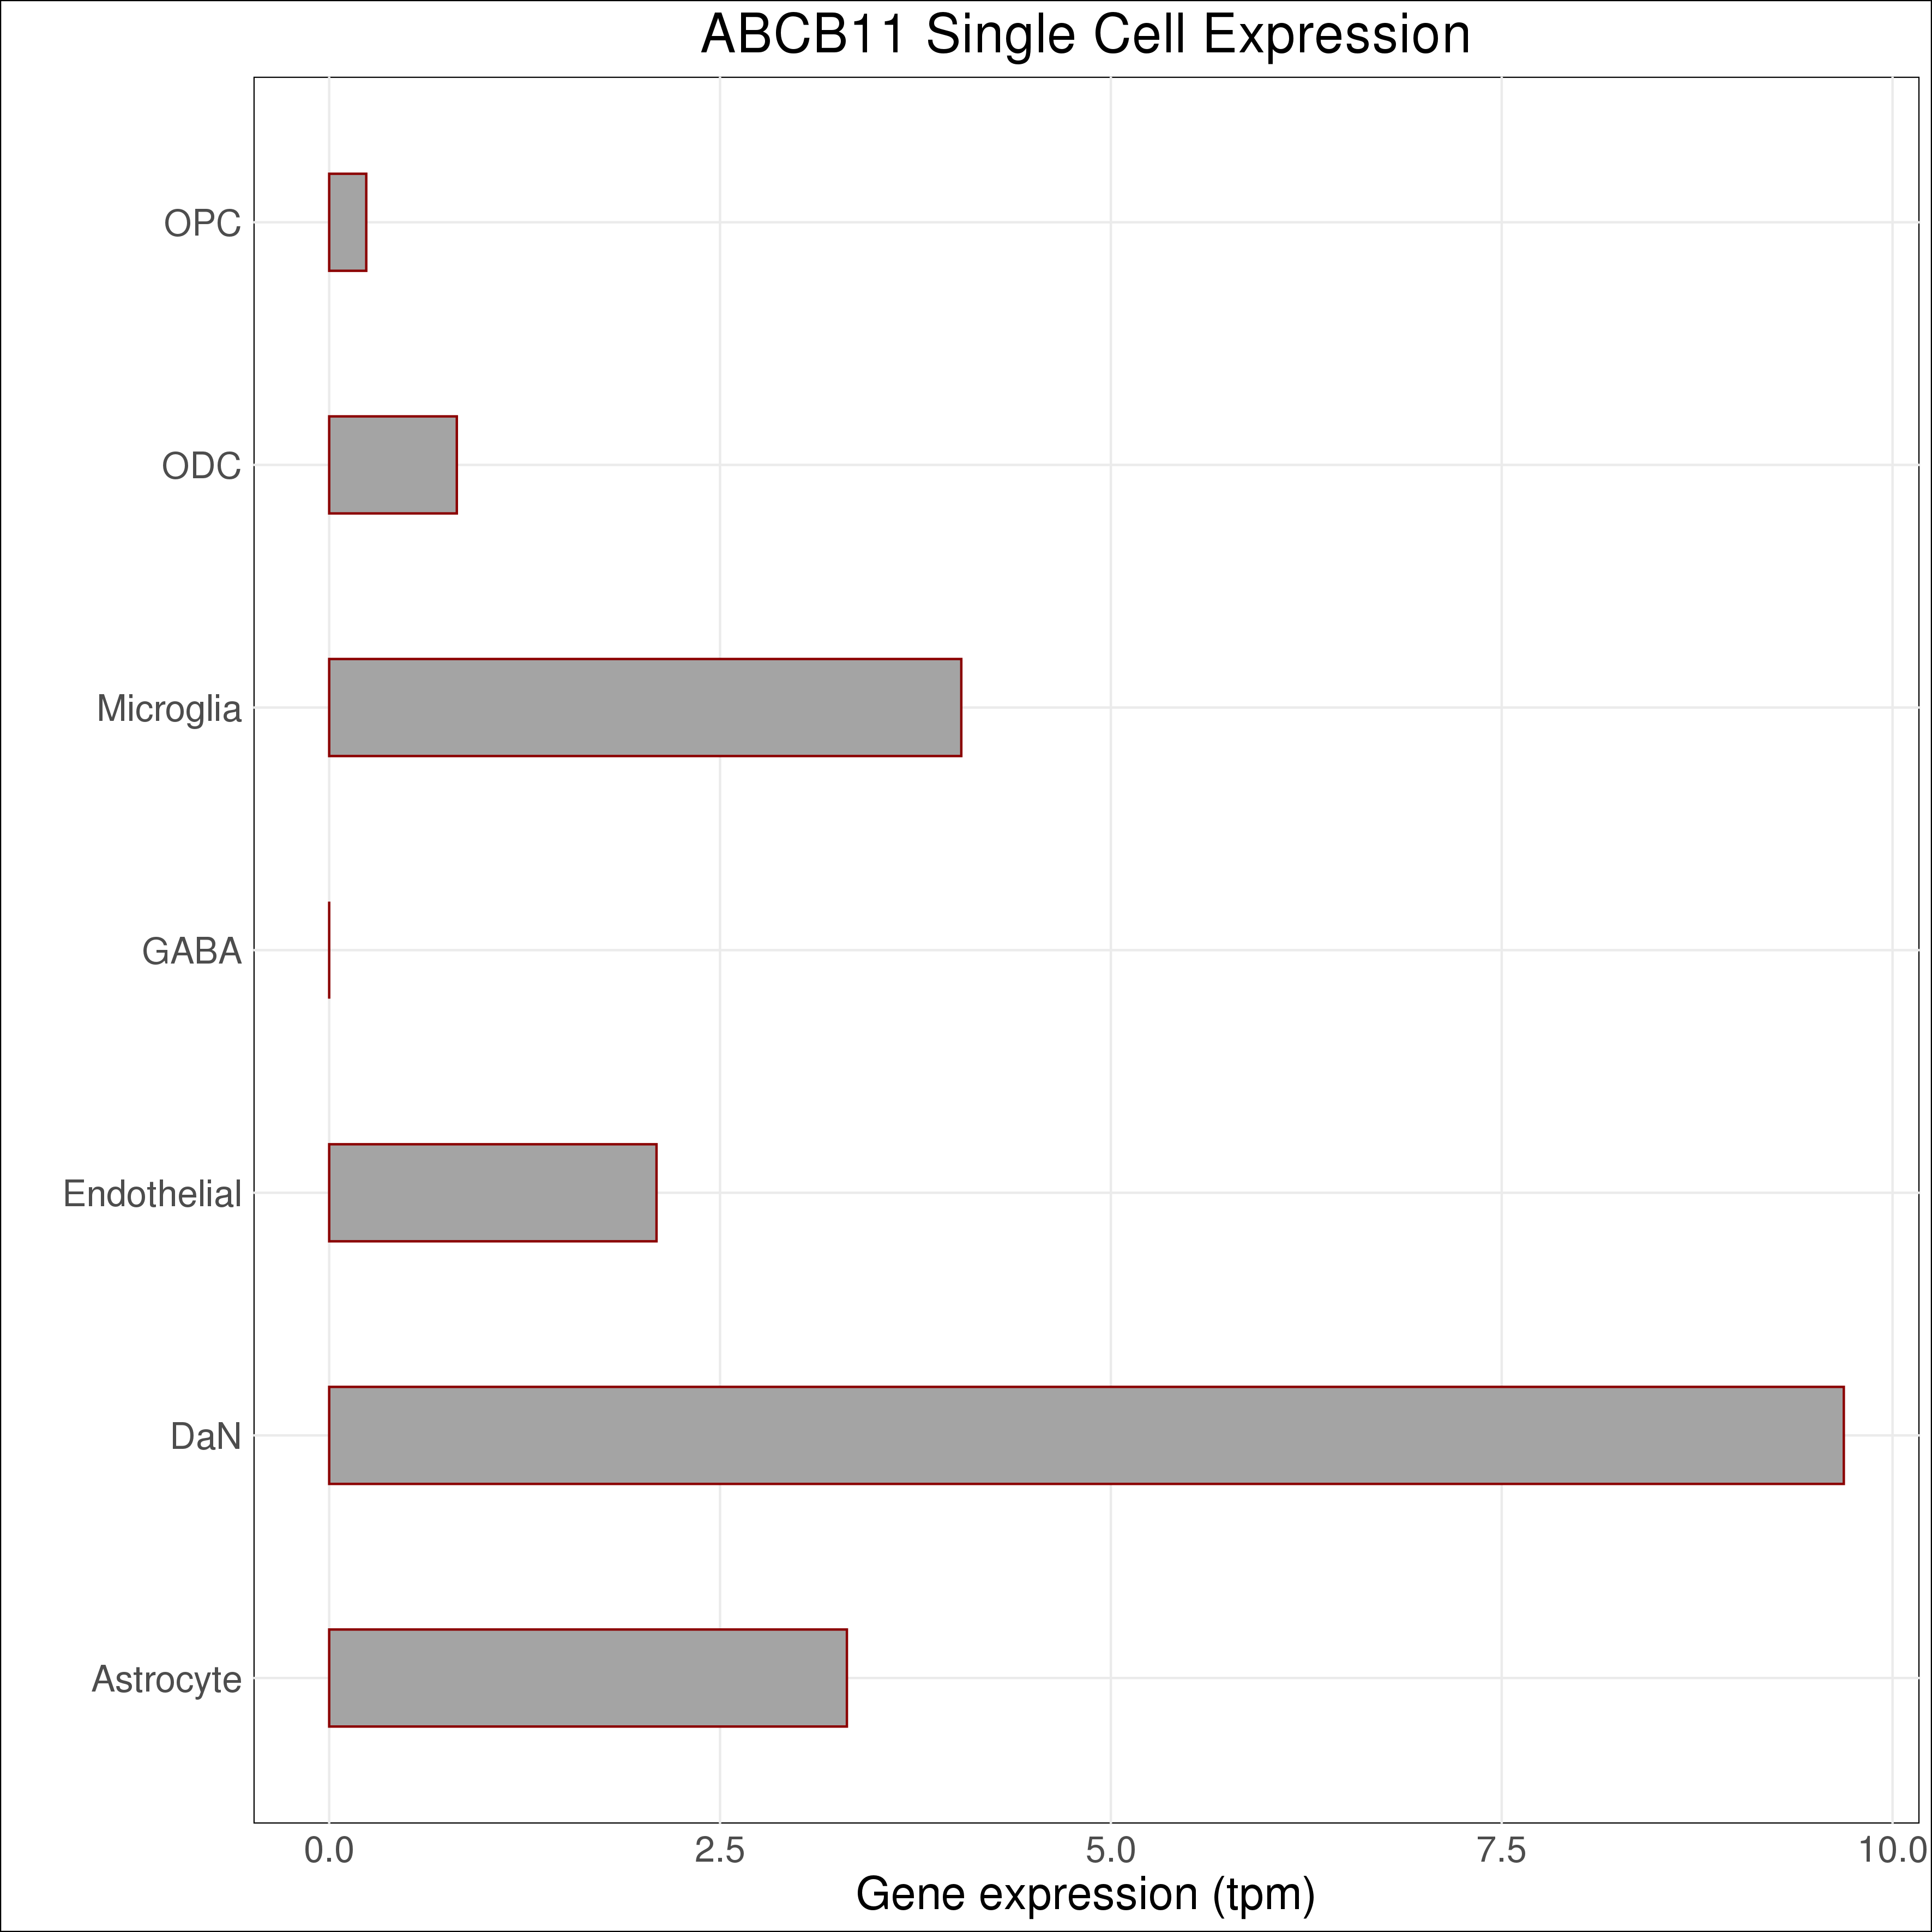 ABCB11 Single Cell Expression
OPC
ODC
Microglia
GABA
Endothelial
DaN
Astrocyte
0.0 2.5 5.0 7.5 10.0
Gene expression (tpm)